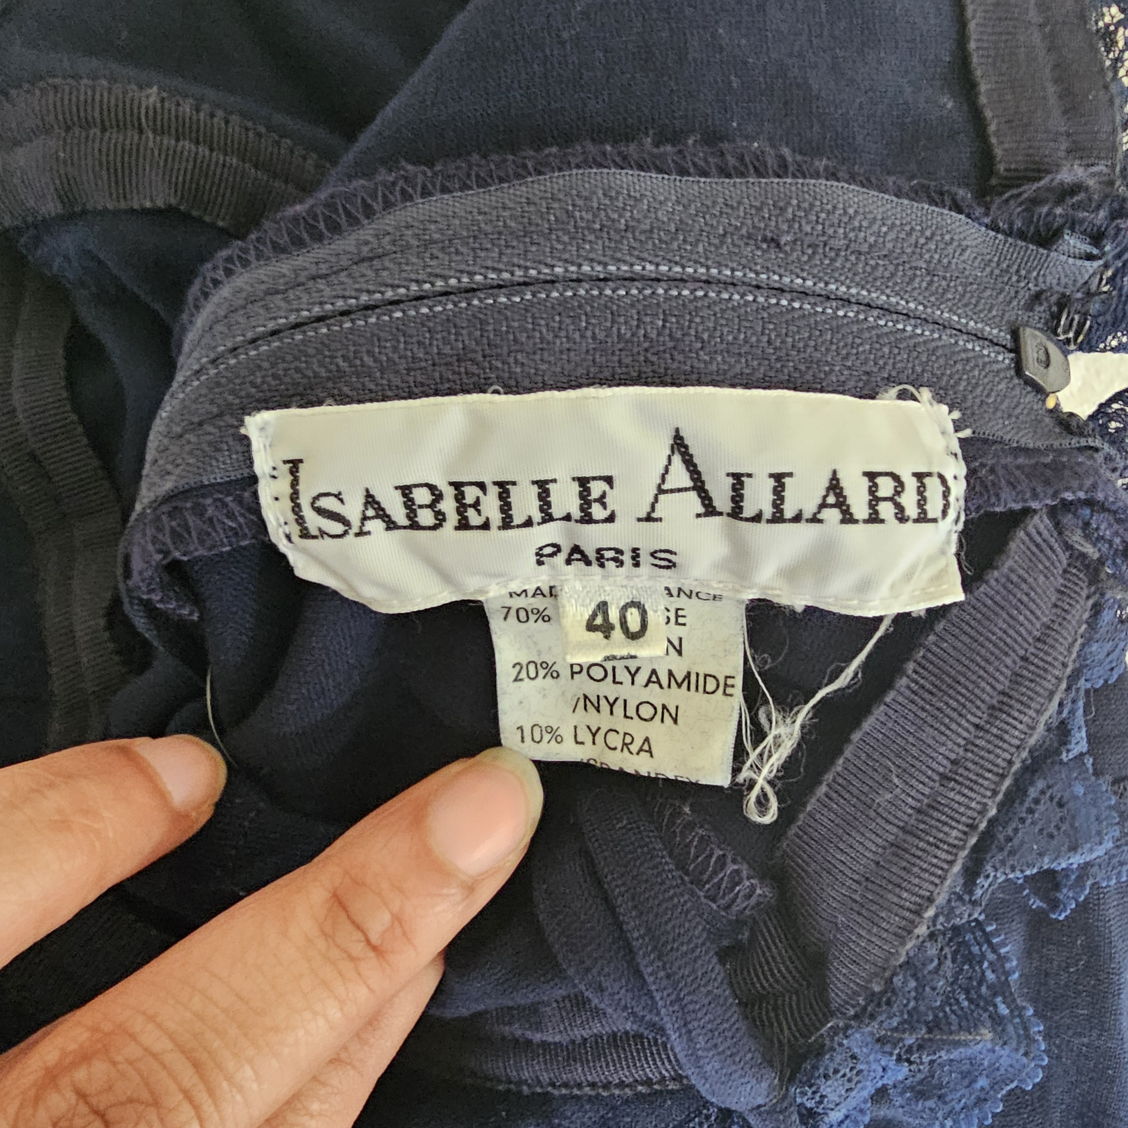 ISABELLE ALLARD
PARIS
40
70%
20% POLYAMIDE
/NYLON
10% LYCRA